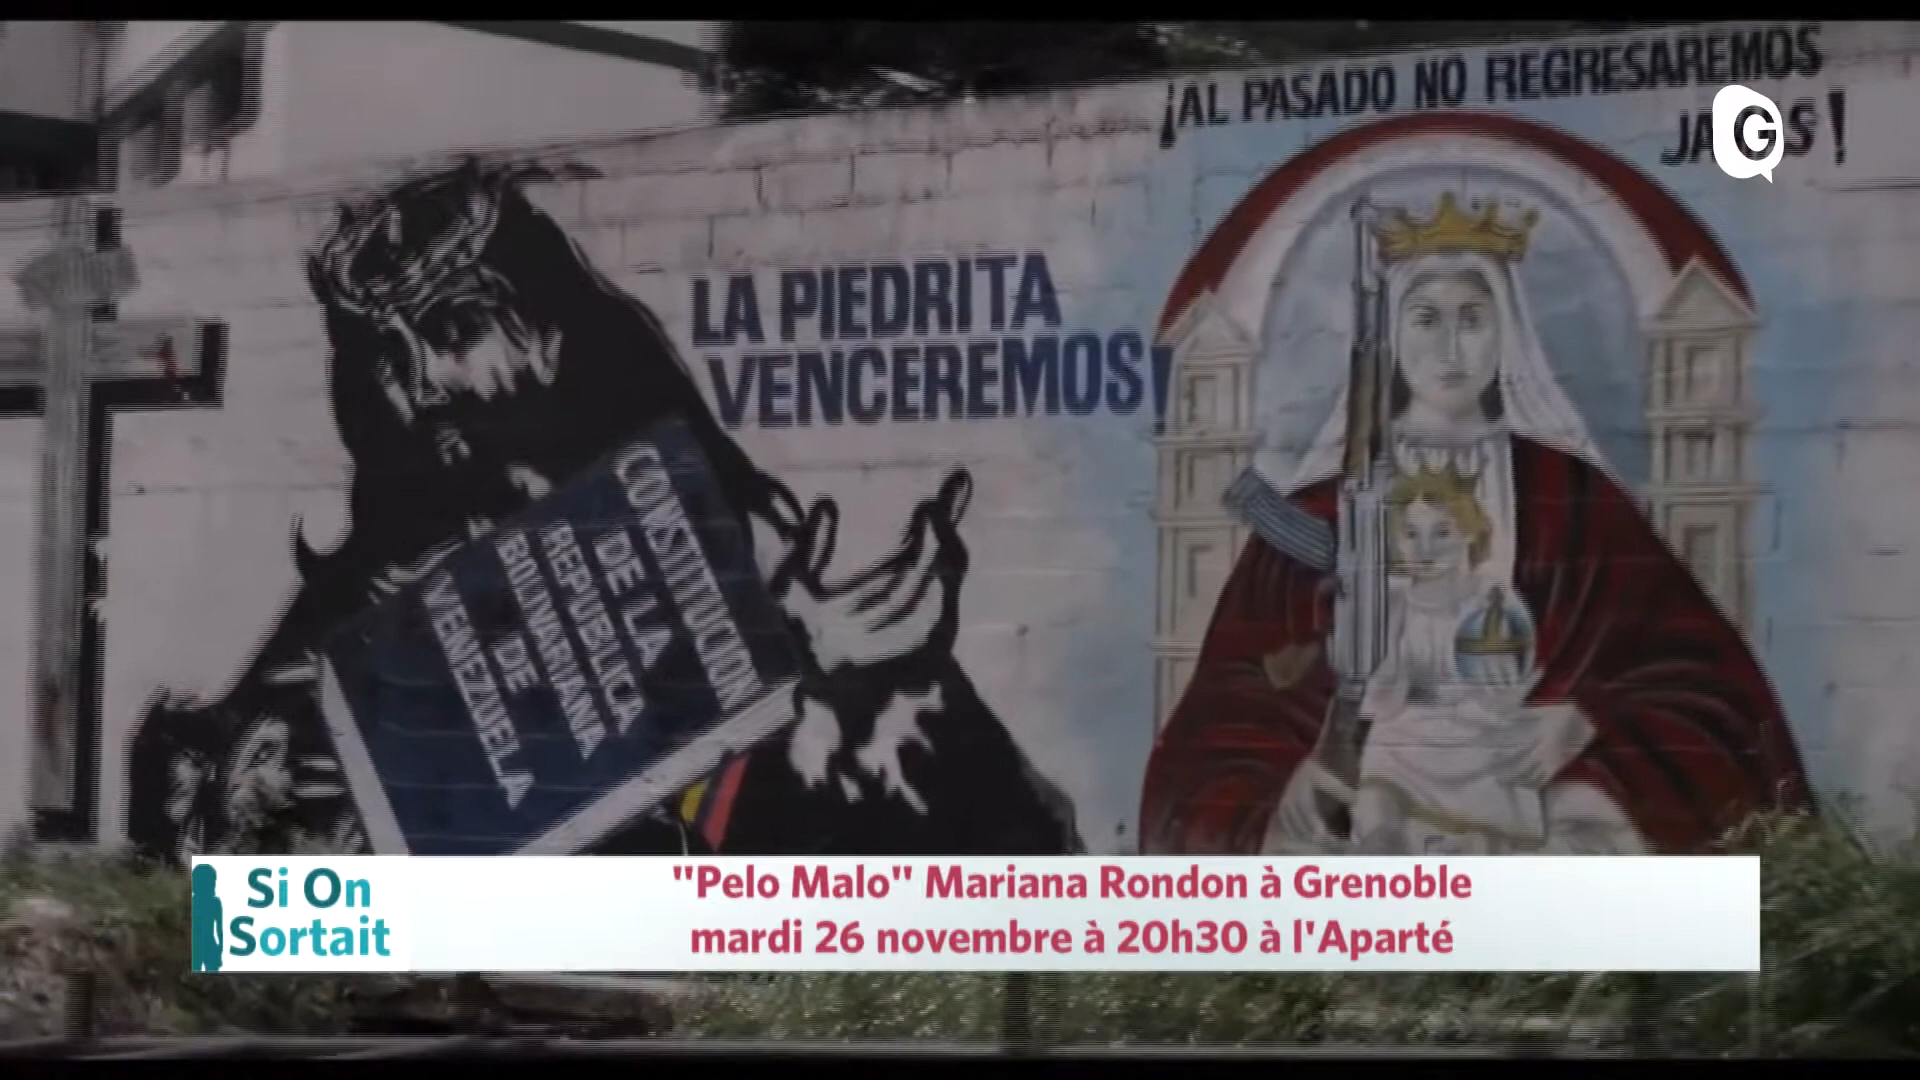 ¡AL PASADO NO REGRESAREMOS
JA S!
G
LA PIEDRITA
VENCEREMOS!
CONSTITUCION
DE LA
REPUBLICA
BOLIVARIANA
DE
VENEZUELA
Si On
Sortait
"Pelo Malo" Mariana Rondon à Grenoble
mardi 26 novembre à 20h30 à l'Aparté